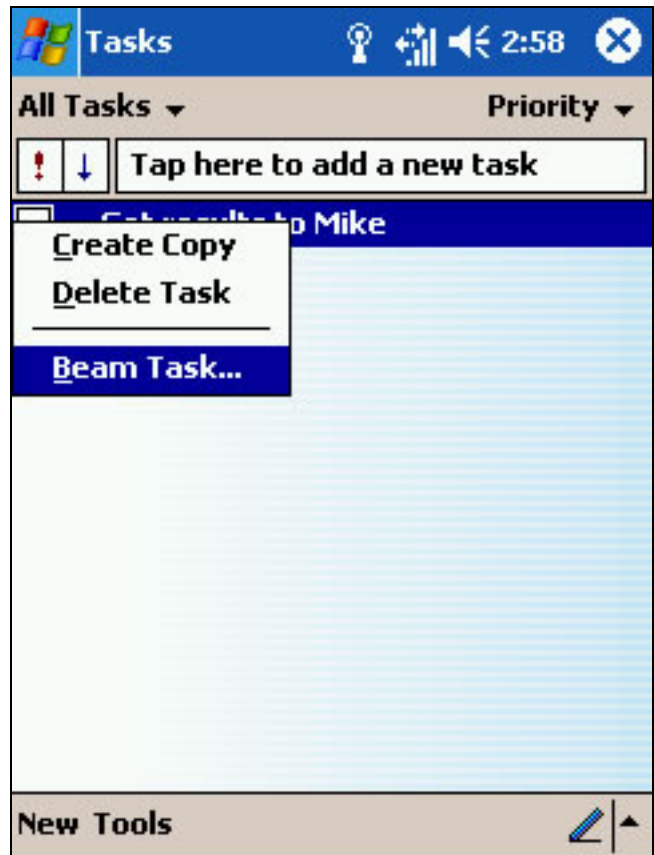 Tasks 2:58
All Tasks Priority
! ↓ Tap here to add a new task
to Mike
Create Copy
Delete Task
Beam Task...
New Tools